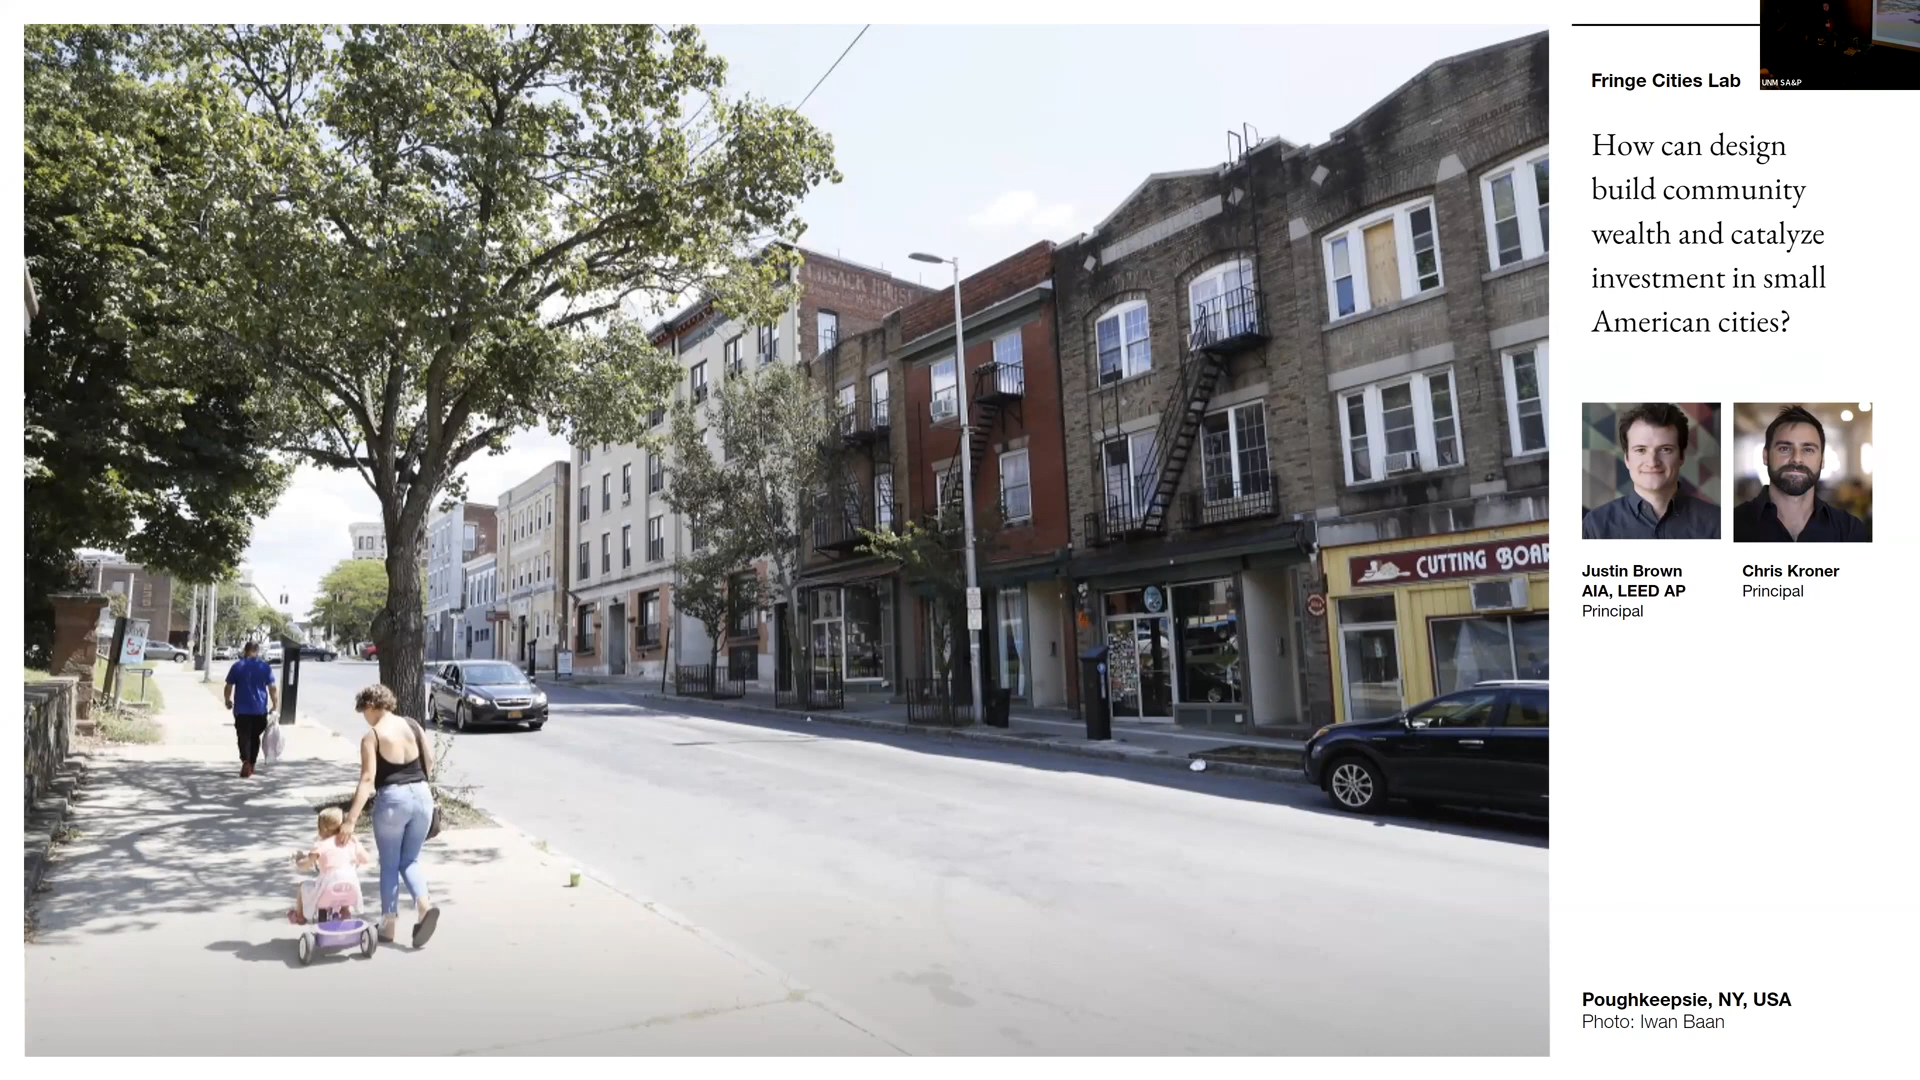 Fringe Cities Lab
UNM SA&P
How can design
build community
wealth and catalyze
investment in small
American cities?
Justin Brown
AIA, LEED AP
Principal
Chris Kroner
Principal
Poughkeepsie, NY, USA
Photo: Iwan Baan
CUTTING BOAR